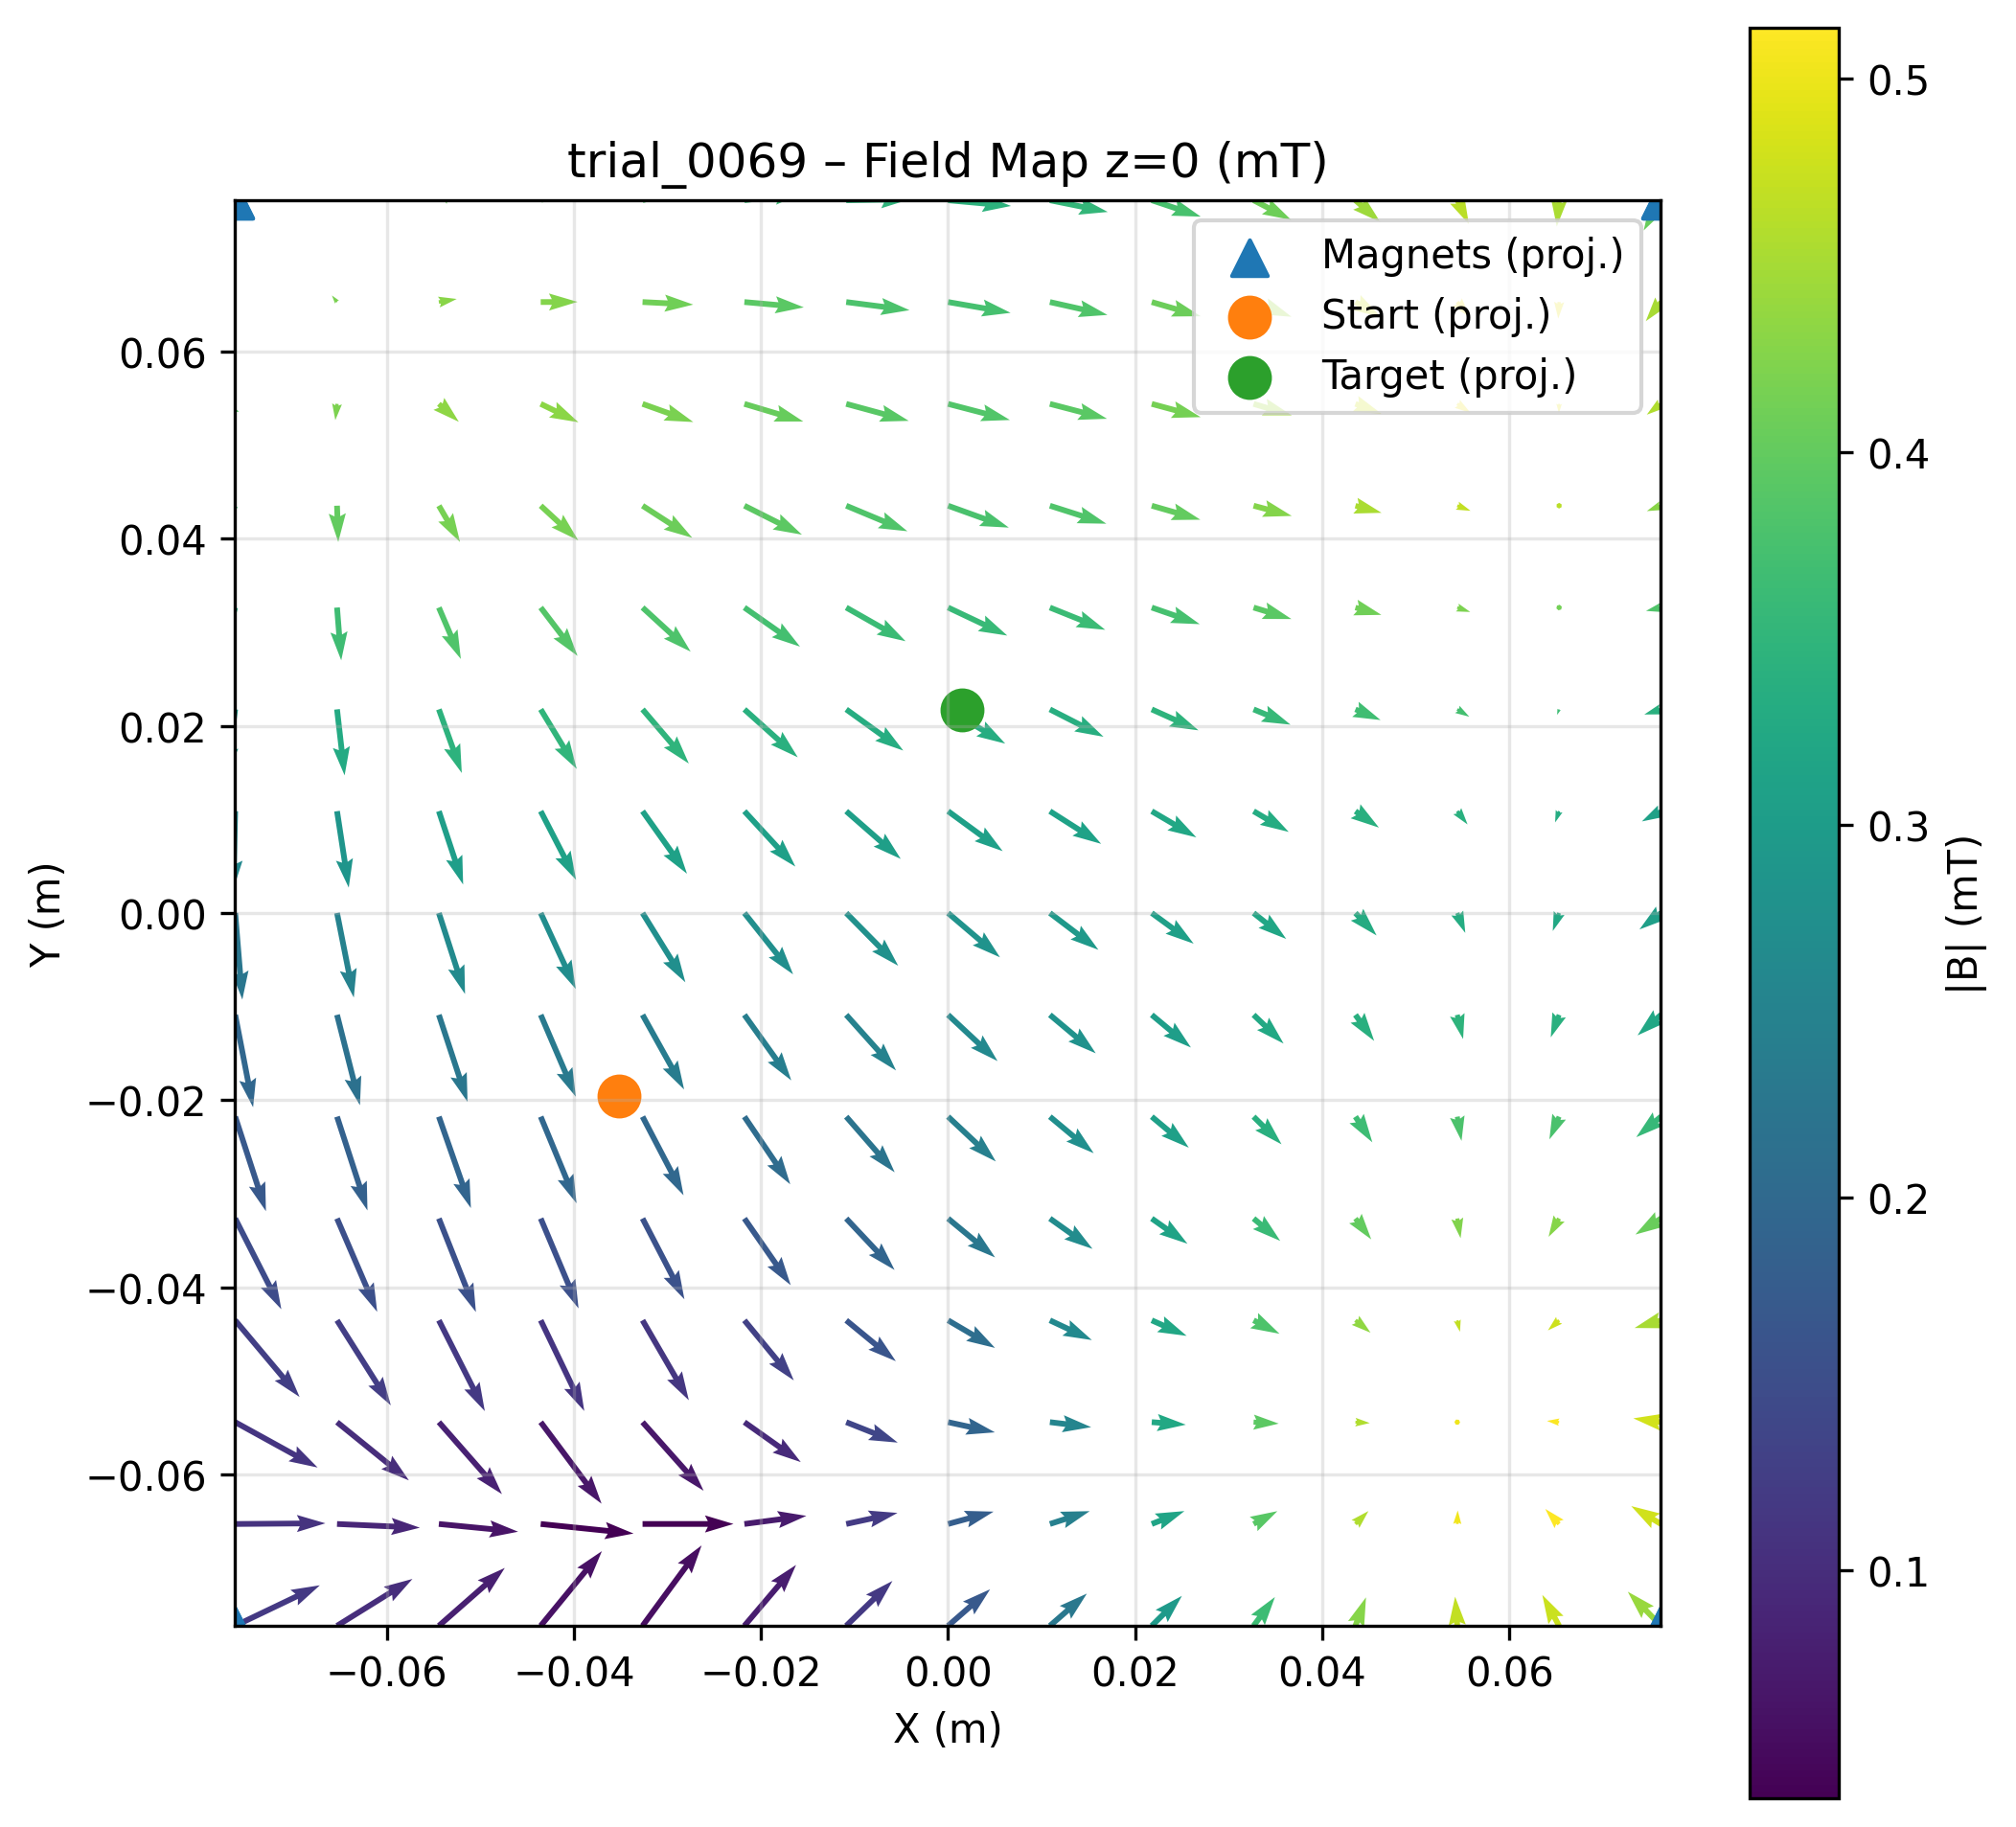 trial_0069 – Field Map z=0 (mT)
Magnets (proj.)
Start (proj.)
Target (proj.)
0.06
0.04
0.02
0.00
−0.02
−0.04
−0.06
Y (m)
−0.06 −0.04 −0.02 0.00 0.02 0.04 0.06
X (m)
0.5
0.4
0.3
0.2
0.1
|B| (mT)